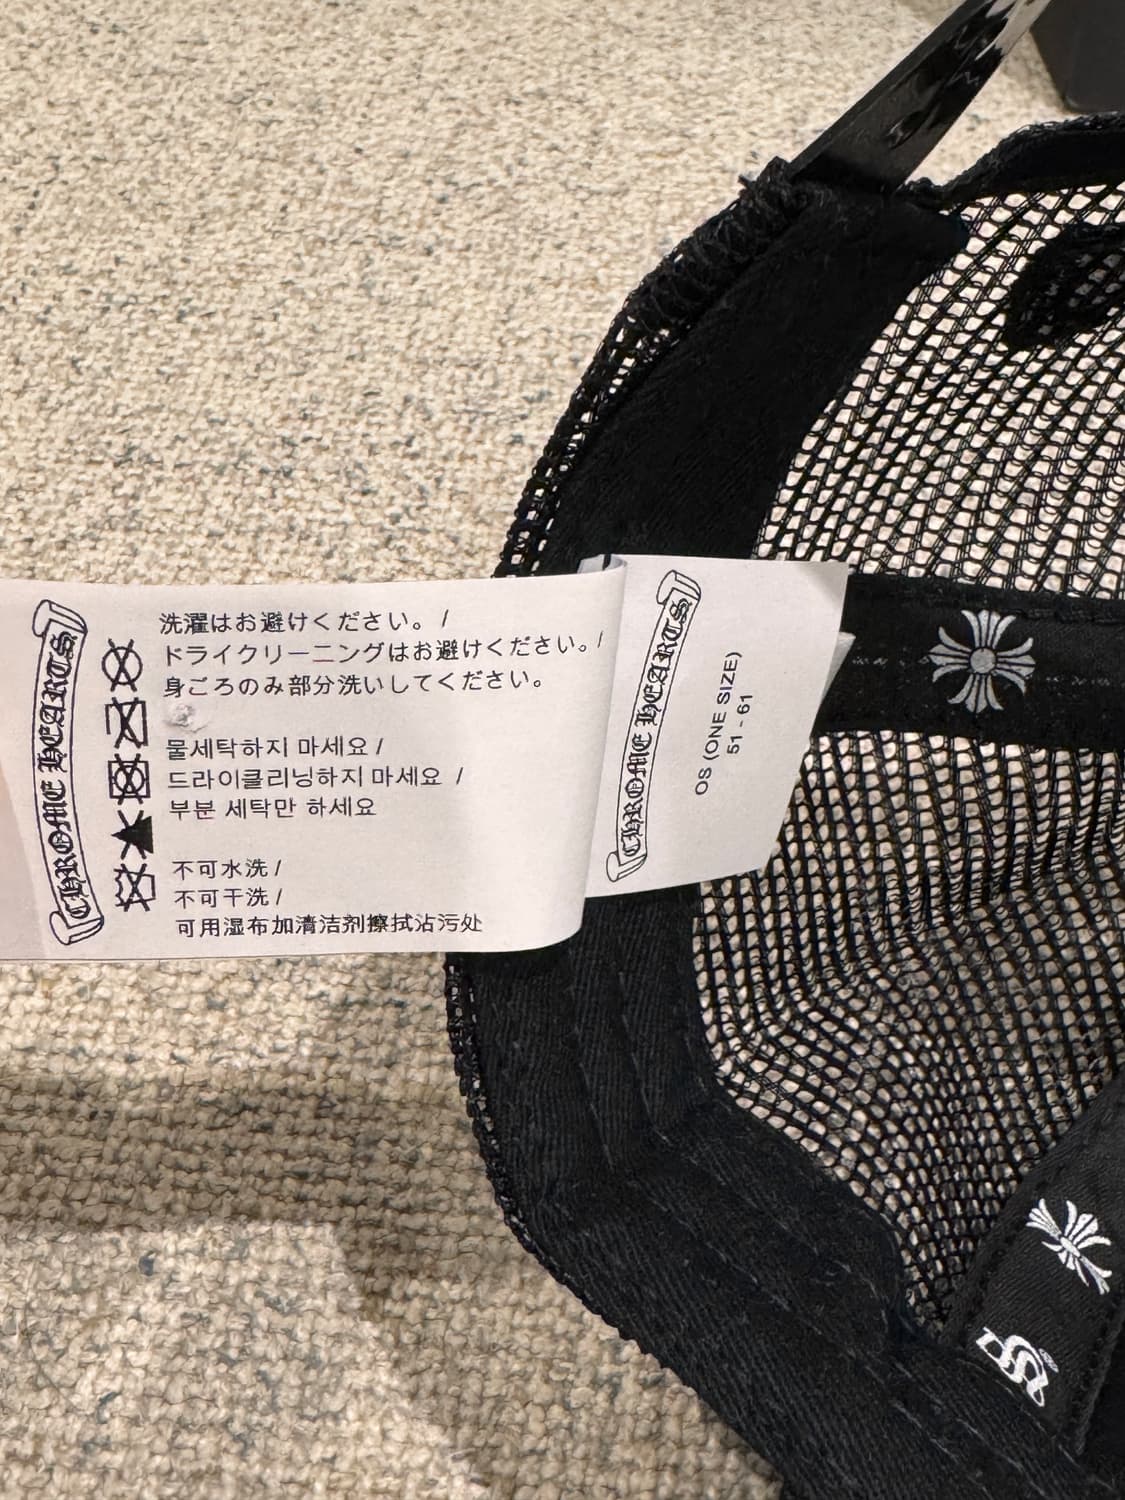 CHROME HEARTS
洗濯はお避けください。/
ドライクリーニングはお避けください。/
身ごろのみ部分洗いしてください。
물세탁하지 마세요 /
드라이클리닝하지 마세요 /
부분 세탁만 하세요
不可水洗 /
不可干洗 /
可用湿布加清洁剂擦拭沾污处
CHROME HEARTS
OS (ONE SIZE)
51 - 61